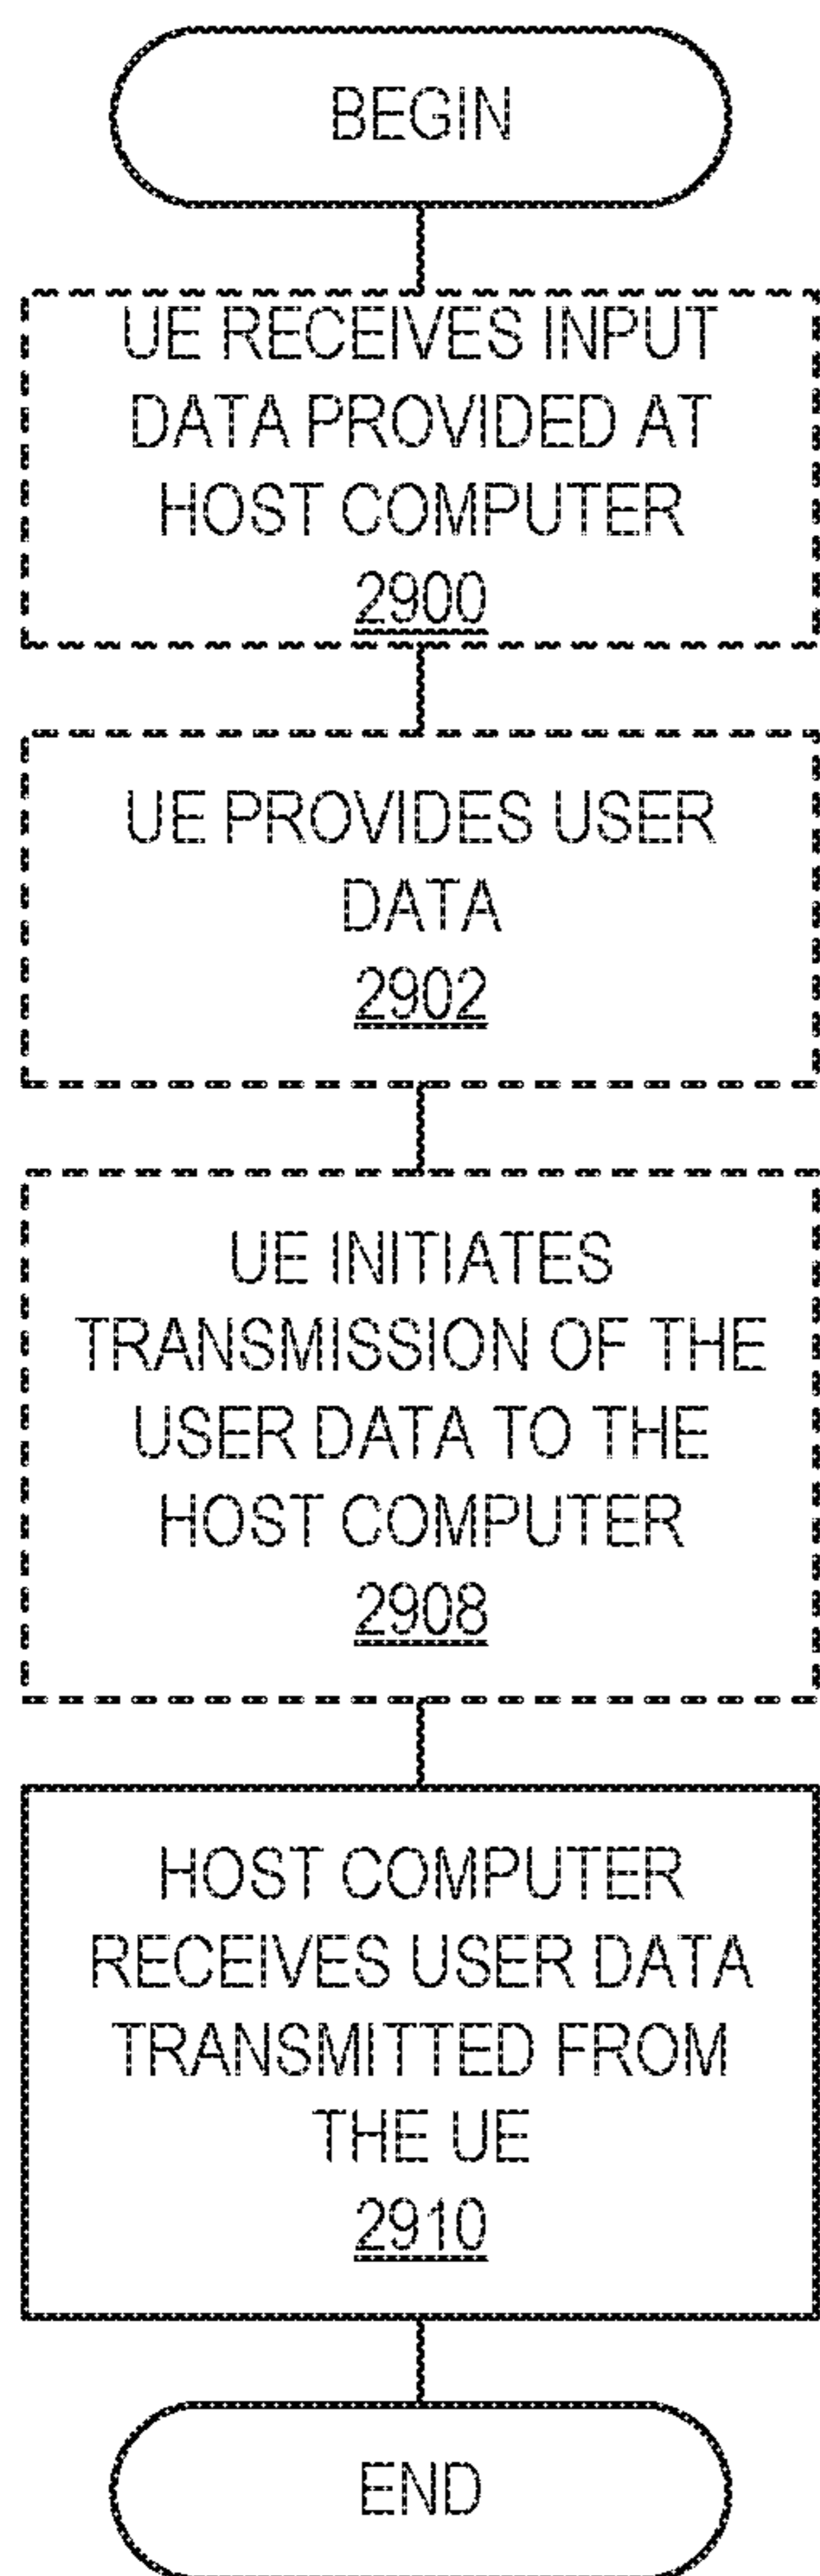 BEGIN
UE RECEIVES INPUT
DATA PROVIDED AT
HOST COMPUTER
2900
UE PROVIDES USER
DATA
2902
UE INITIATES
TRANSMISSION OF THE
USER DATA TO THE
HOST COMPUTER
2908
HOST COMPUTER
RECEIVES USER DATA
TRANSMITTED FROM
THE UE
2910
END